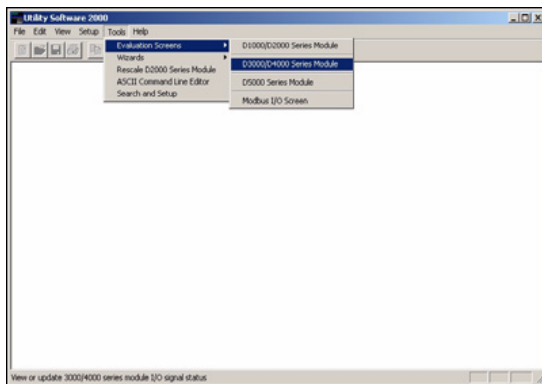 Utility Software 2000
File Edit View Setup Tools Help
Evaluation Screens
Wizards
Rescale D2000 Series Module
ASCII Command Line Editor
Search and Setup
D1000/D2000 Series Module
D3000/D4000 Series Module
D5000 Series Module
Modbus I/O Screen
View or update 3000/4000 series module I/O signal status